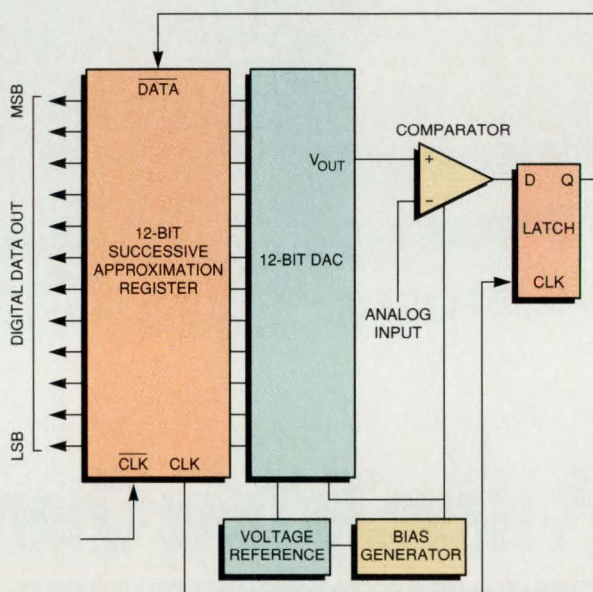 DATA
MSB
DIGITAL DATA OUT
LSB
12-BIT
SUCCESSIVE
APPROXIMATION
REGISTER
CLK CLK
12-BIT DAC
VOUT
COMPARATOR
+
−
ANALOG
INPUT
D Q
LATCH
CLK
VOLTAGE
REFERENCE
BIAS
GENERATOR